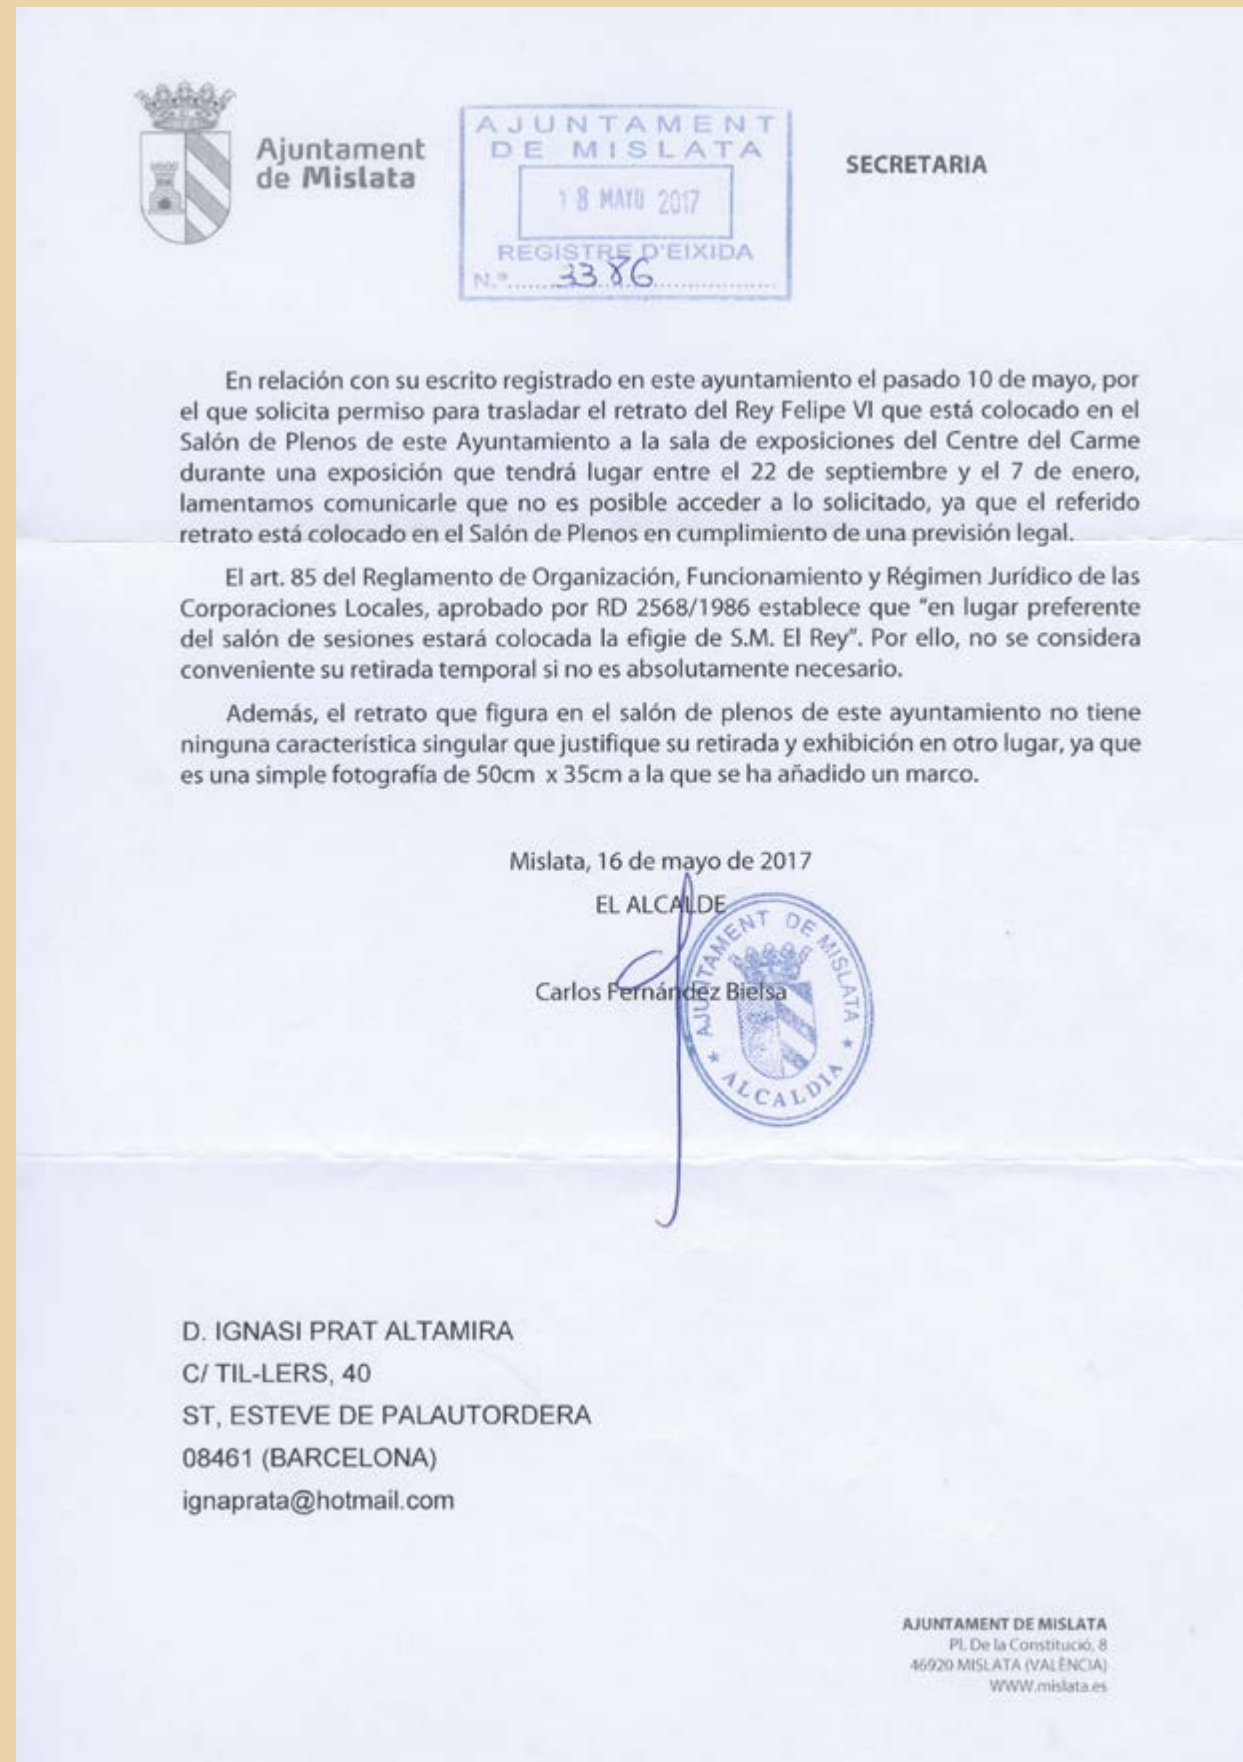 Ajuntament
de Mislata
AJUNTAMENT
DE MISLATA
18 MAYO 2017
REGISTRE D'EIXIDA
N.º 3386
SECRETARIA
En relación con su escrito registrado en este ayuntamiento el pasado 10 de mayo, por
el que solicita permiso para trasladar el retrato del Rey Felipe VI que está colocado en el
Salón de Plenos de este Ayuntamiento a la sala de exposiciones del Centre del Carme
durante una exposición que tendrá lugar entre el 22 de septiembre y el 7 de enero,
lamentamos comunicarle que no es posible acceder a lo solicitado, ya que el referido
retrato está colocado en el Salón de Plenos en cumplimiento de una previsión legal.
El art. 85 del Reglamento de Organización, Funcionamiento y Régimen Jurídico de las
Corporaciones Locales, aprobado por RD 2568/1986 establece que “en lugar preferente
del salón de sesiones estará colocada la efigie de S.M. El Rey”. Por ello, no se considera
conveniente su retirada temporal si no es absolutamente necesario.
Además, el retrato que figura en el salón de plenos de este ayuntamiento no tiene
ninguna característica singular que justifique su retirada y exhibición en otro lugar, ya que
es una simple fotografía de 50cm x 35cm a la que se ha añadido un marco.
Mislata, 16 de mayo de 2017
EL ALCALDE
Carlos Fernández Bielsa
AJUNTAMENT DE MISLATA
* ALCALDIA *
D. IGNASI PRAT ALTAMIRA
C/ TIL-LERS, 40
ST, ESTEVE DE PALAUTORDERA
08461 (BARCELONA)
ignaprata@hotmail.com
AJUNTAMENT DE MISLATA
Pl. De la Constitució, 8
46920 MISLATA (VALÈNCIA)
WWW.mislata.es